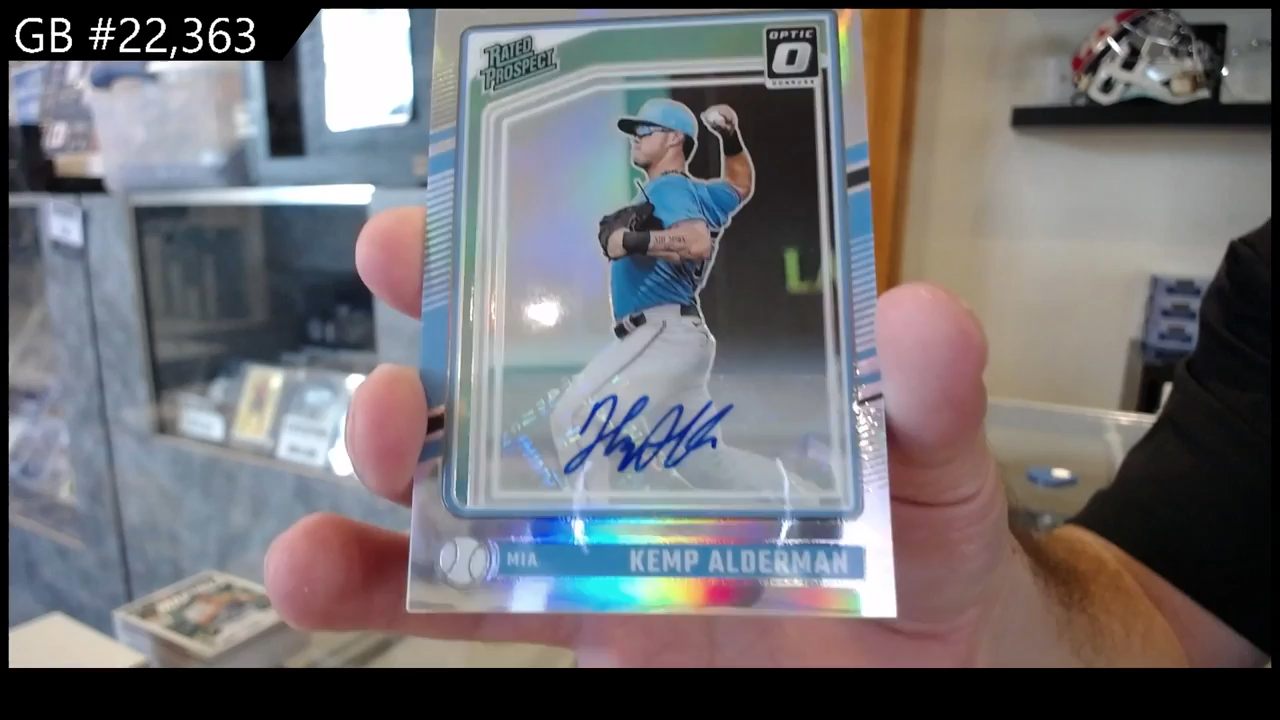 GB #22,363
RATED
PROSPECT
OPTIC
O
DONRUSS
MIA
KEMP ALDERMAN